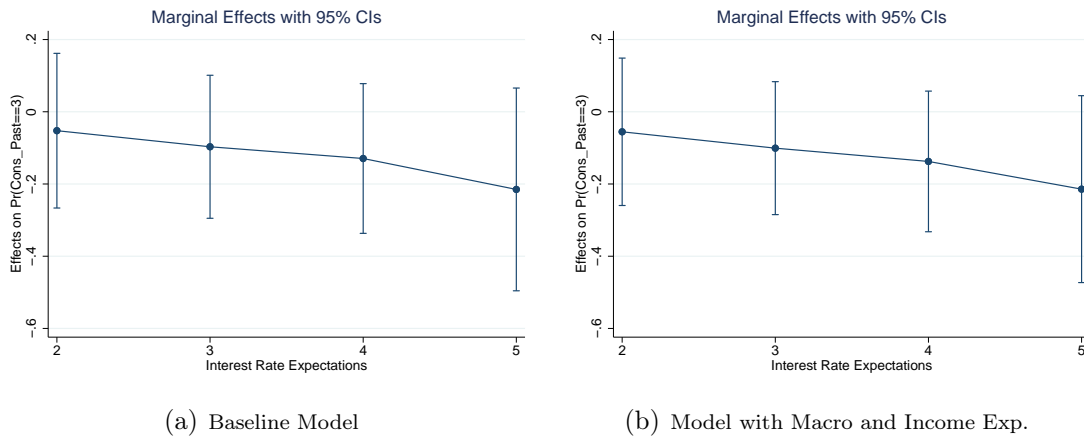 Marginal Effects with 95% CIs
Effects on Pr(Cons_Past==3)
.2
0
-.2
-.4
-.6
2 3 4 5
Interest Rate Expectations
(a) Baseline Model
Marginal Effects with 95% CIs
Effects on Pr(Cons_Past==3)
.2
0
-.2
-.4
-.6
2 3 4 5
Interest Rate Expectations
(b) Model with Macro and Income Exp.